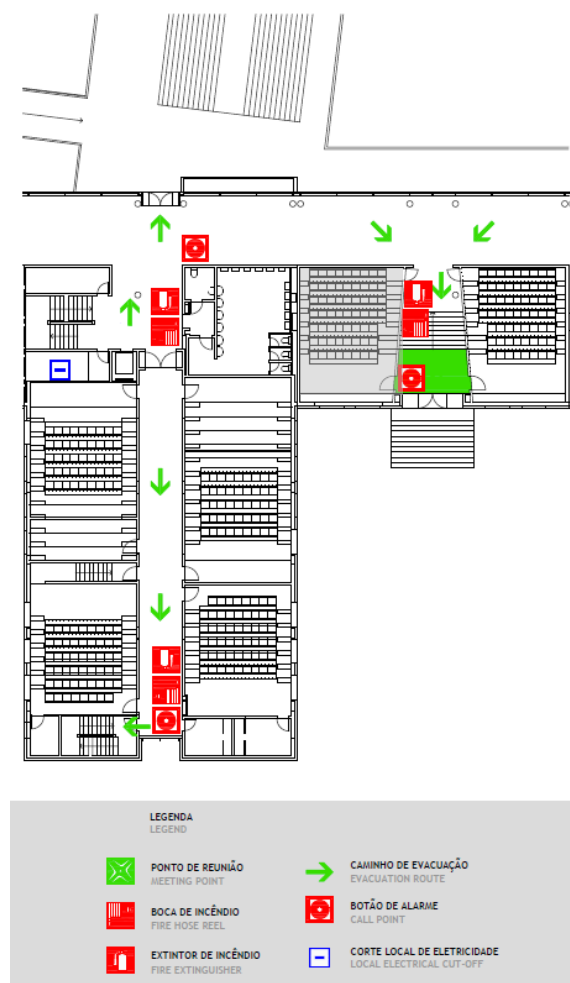 LEGENDA
LEGEND
PONTO DE REUNIÃO
MEETING POINT
CAMINHO DE EVACUAÇÃO
EVACUATION ROUTE
BOCA DE INCÊNDIO
FIRE HOSE REEL
BOTÃO DE ALARME
CALL POINT
EXTINTOR DE INCÊNDIO
FIRE EXTINGUISHER
CORTE LOCAL DE ELETRICIDADE
LOCAL ELECTRICAL CUT-OFF